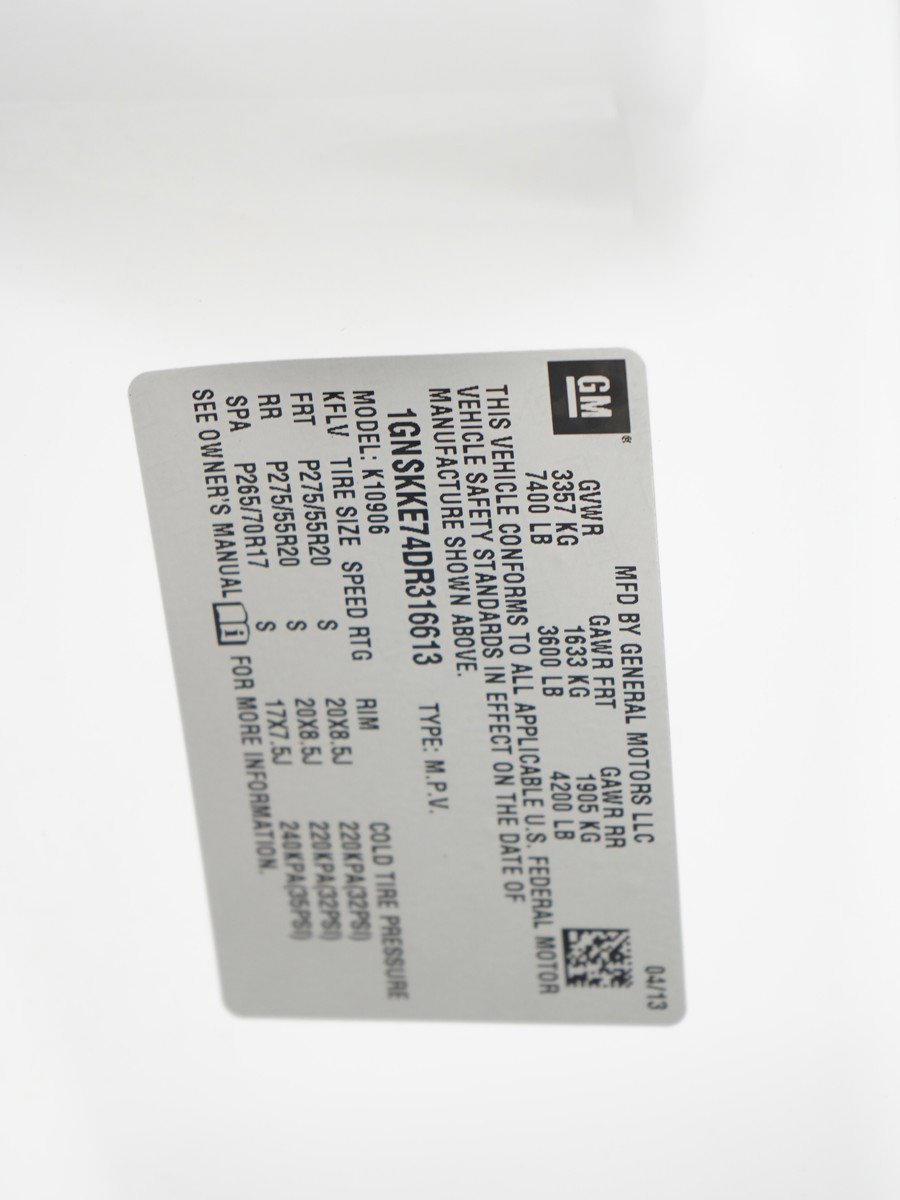 GM®
MFD BY GENERAL MOTORS LLC 04/13
GVWR GAWR FRT GAWR RR
3357 KG 1633 KG 1905 KG
7400 LB 3600 LB 4200 LB
THIS VEHICLE CONFORMS TO ALL APPLICABLE U.S. FEDERAL MOTOR
VEHICLE SAFETY STANDARDS IN EFFECT ON THE DATE OF
MANUFACTURE SHOWN ABOVE.
1GNSKKE74DR316613 TYPE: M.P.V.
MODEL: K10906
KFLV TIRE SIZE SPEED RTG RIM COLD TIRE PRESSURE
FRT P275/55R20 S 20X8.5J 220KPA(32PSI)
RR P275/55R20 S 20X8.5J 220KPA(32PSI)
SPA P265/70R17 S 17X7.5J 240KPA(35PSI)
SEE OWNER'S MANUAL i FOR MORE INFORMATION.